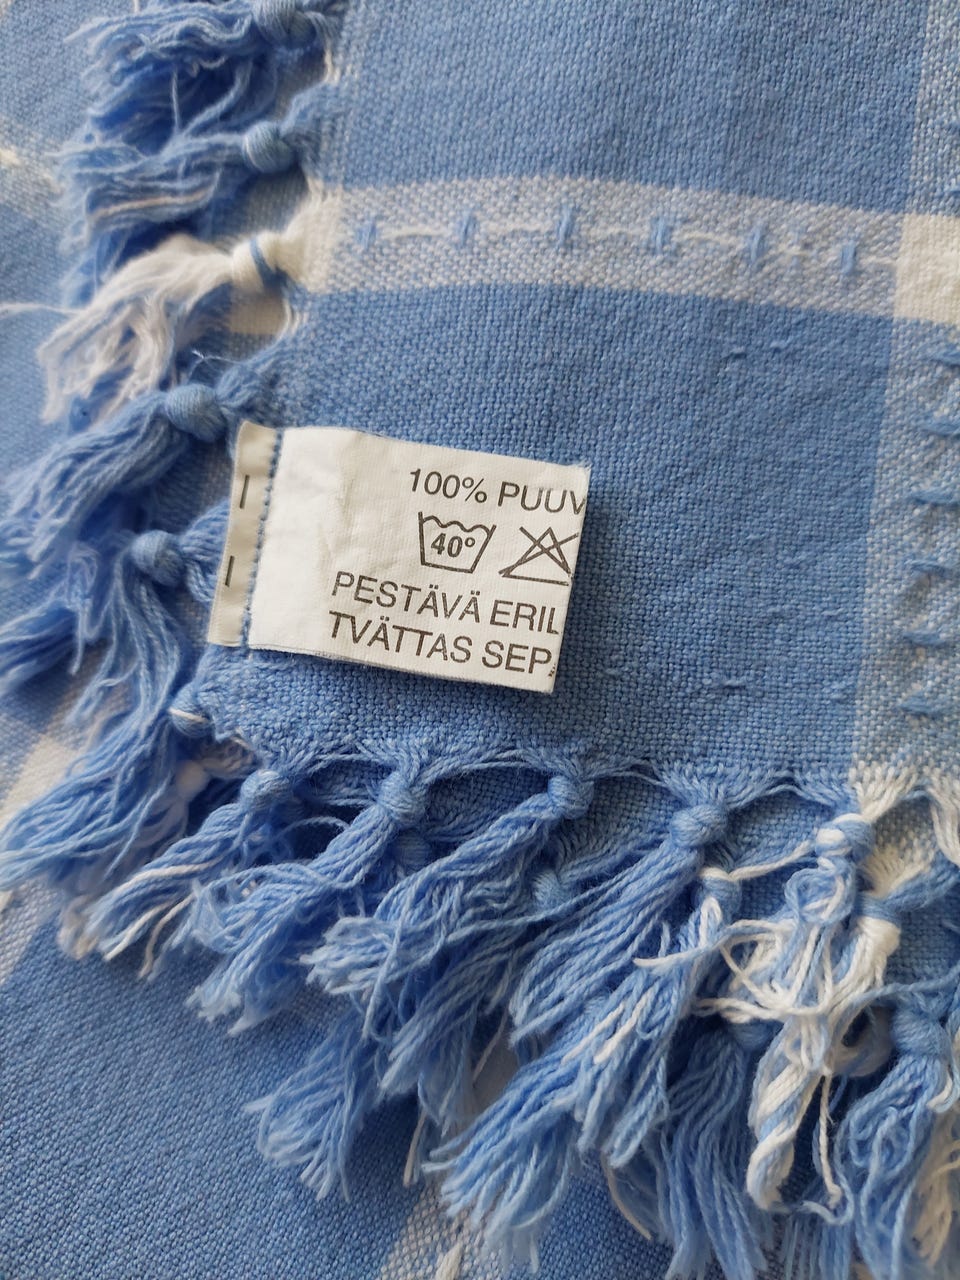 100% PUUV
40°
PESTÄVÄ ERIL
TVÄTTAS SEP